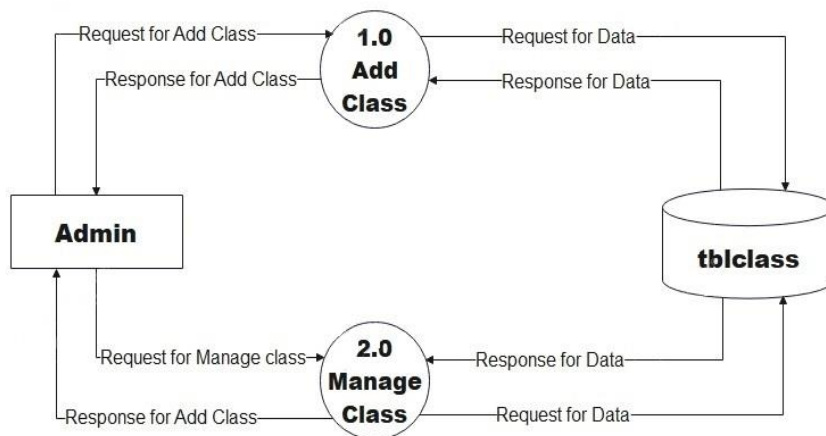 Request for Add Class
1.0
Add
Class
Request for Data
Response for Add Class
Response for Data
Admin
tblclass
Request for Manage class
2.0
Manage
Class
Response for Data
Response for Add Class
Request for Data